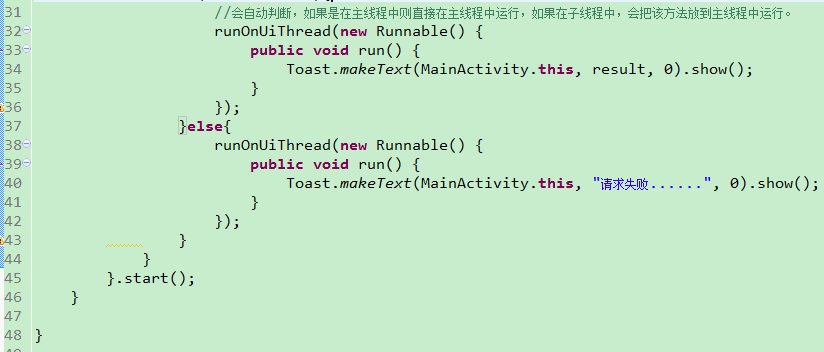 31 //会自动判断，如果是在主线程中则直接在主线程中运行，如果在子线程中，会把该方法放到主线程中运行。
32 runOnUiThread(new Runnable() {
33 public void run() {
34 Toast.makeText(MainActivity.this, result, 0).show();
35 }
36 });
37 }else{
38 runOnUiThread(new Runnable() {
39 public void run() {
40 Toast.makeText(MainActivity.this, "请求失败......", 0).show();
41 }
42 });
43 }
44 }
45 }.start();
46 }
47
48 }